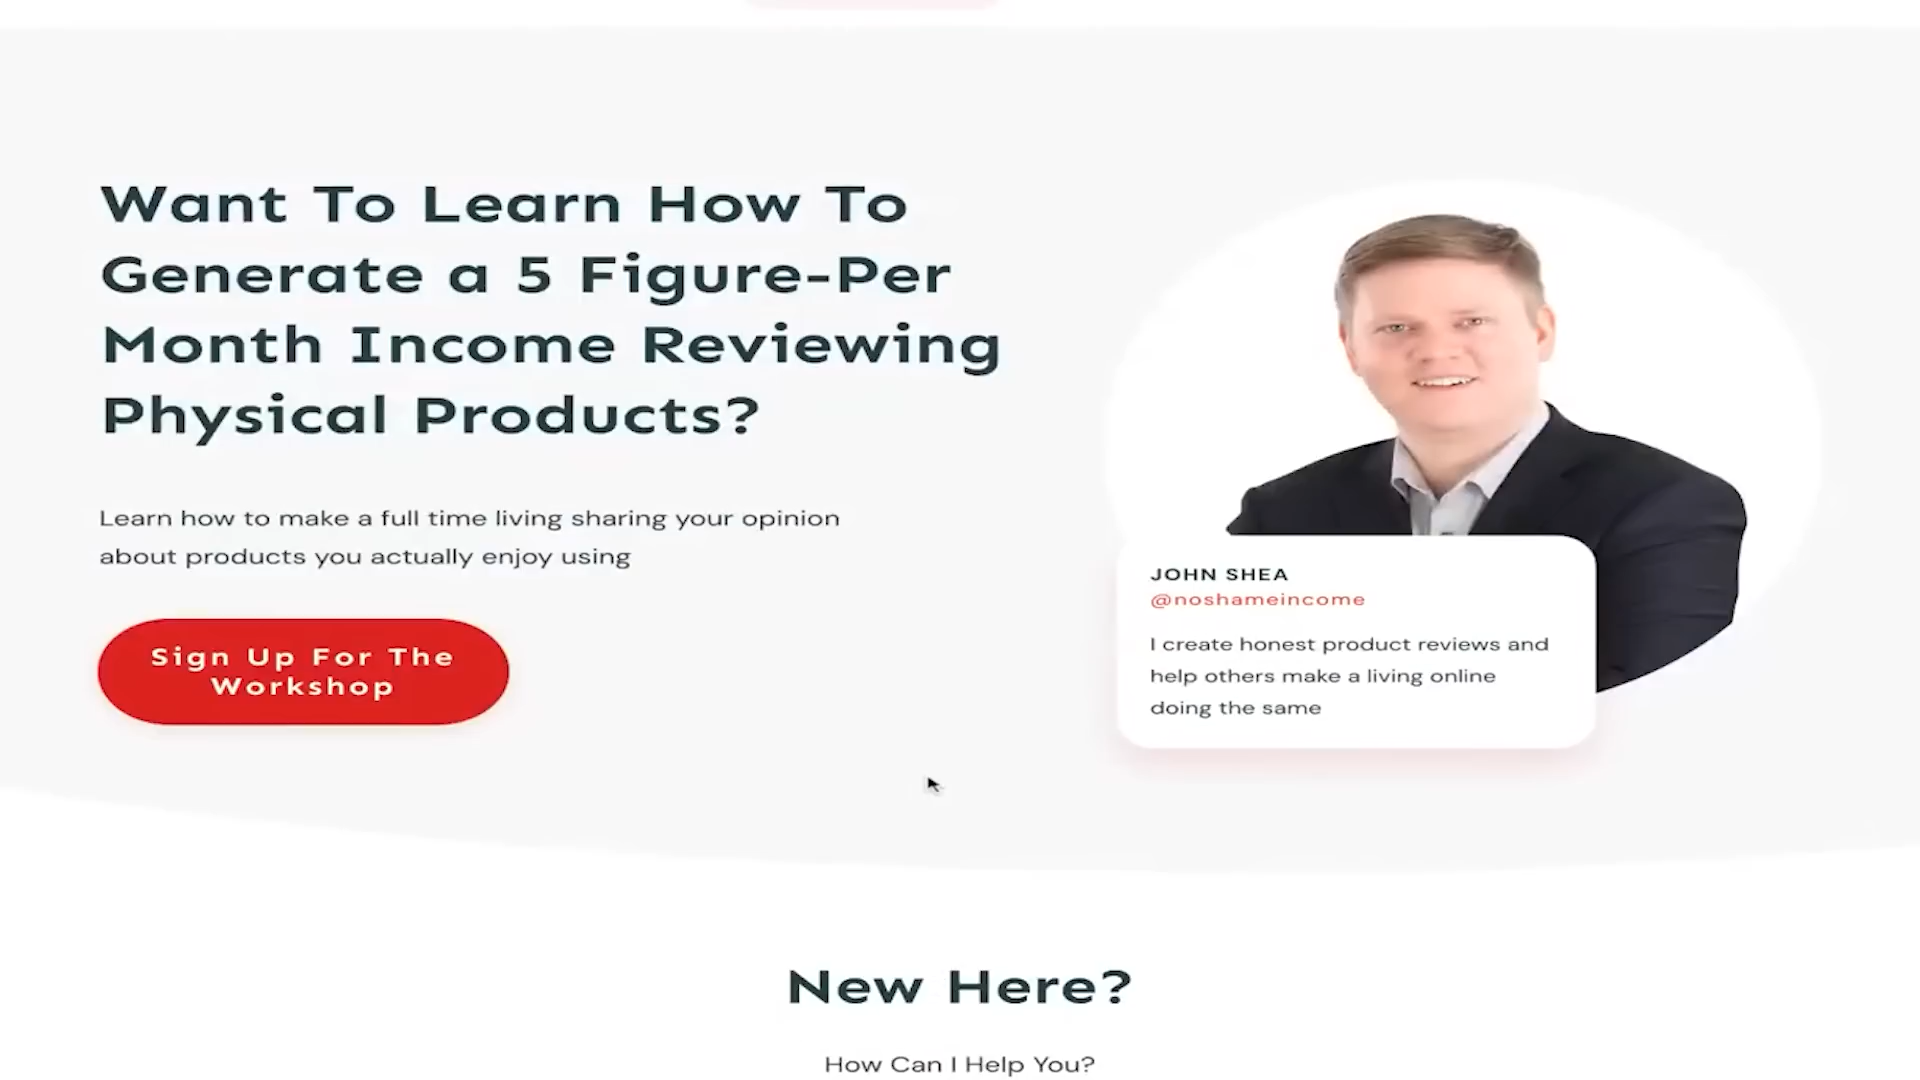 Want To Learn How To
Generate a 5 Figure-Per
Month Income Reviewing
Physical Products?
Learn how to make a full time living sharing your opinion
about products you actually enjoy using
Sign Up For The
Workshop
JOHN SHEA
@noshameincome
I create honest product reviews and
help others make a living online
doing the same
New Here?
How Can I Help You?